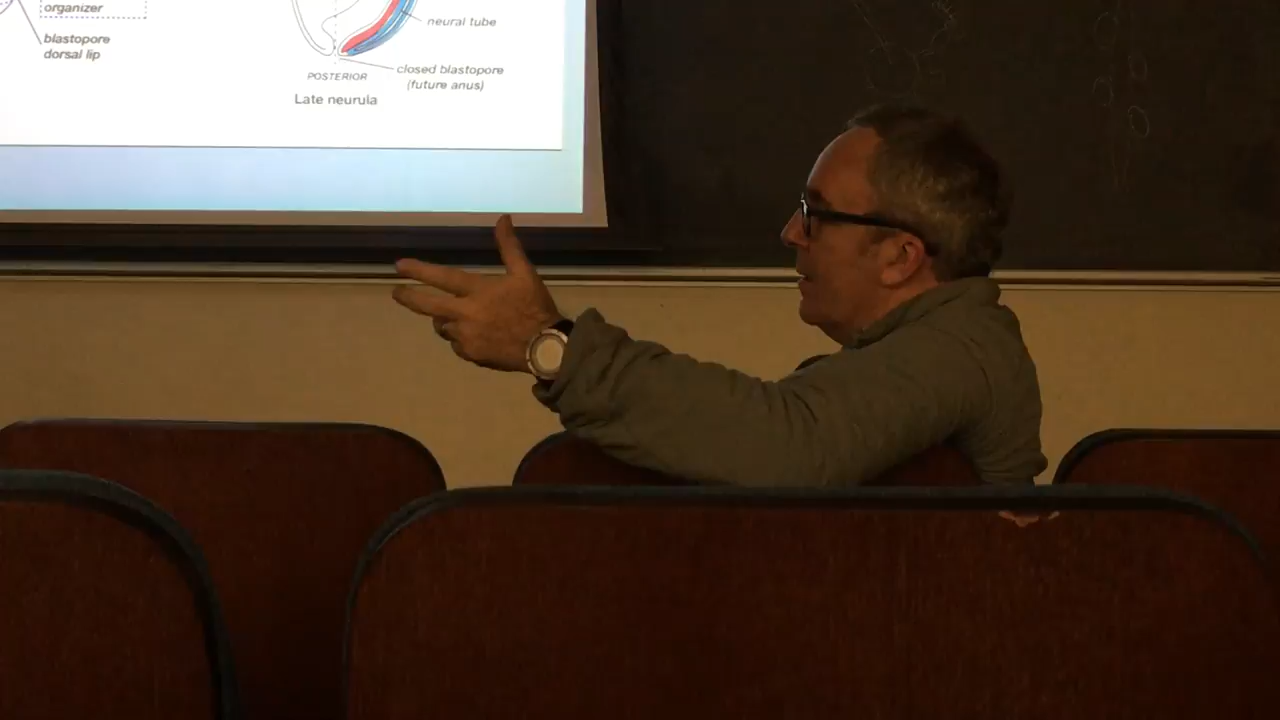 organizer
blastopore
dorsal lip
neural tube
closed blastopore
(future anus)
POSTERIOR
Late neurula